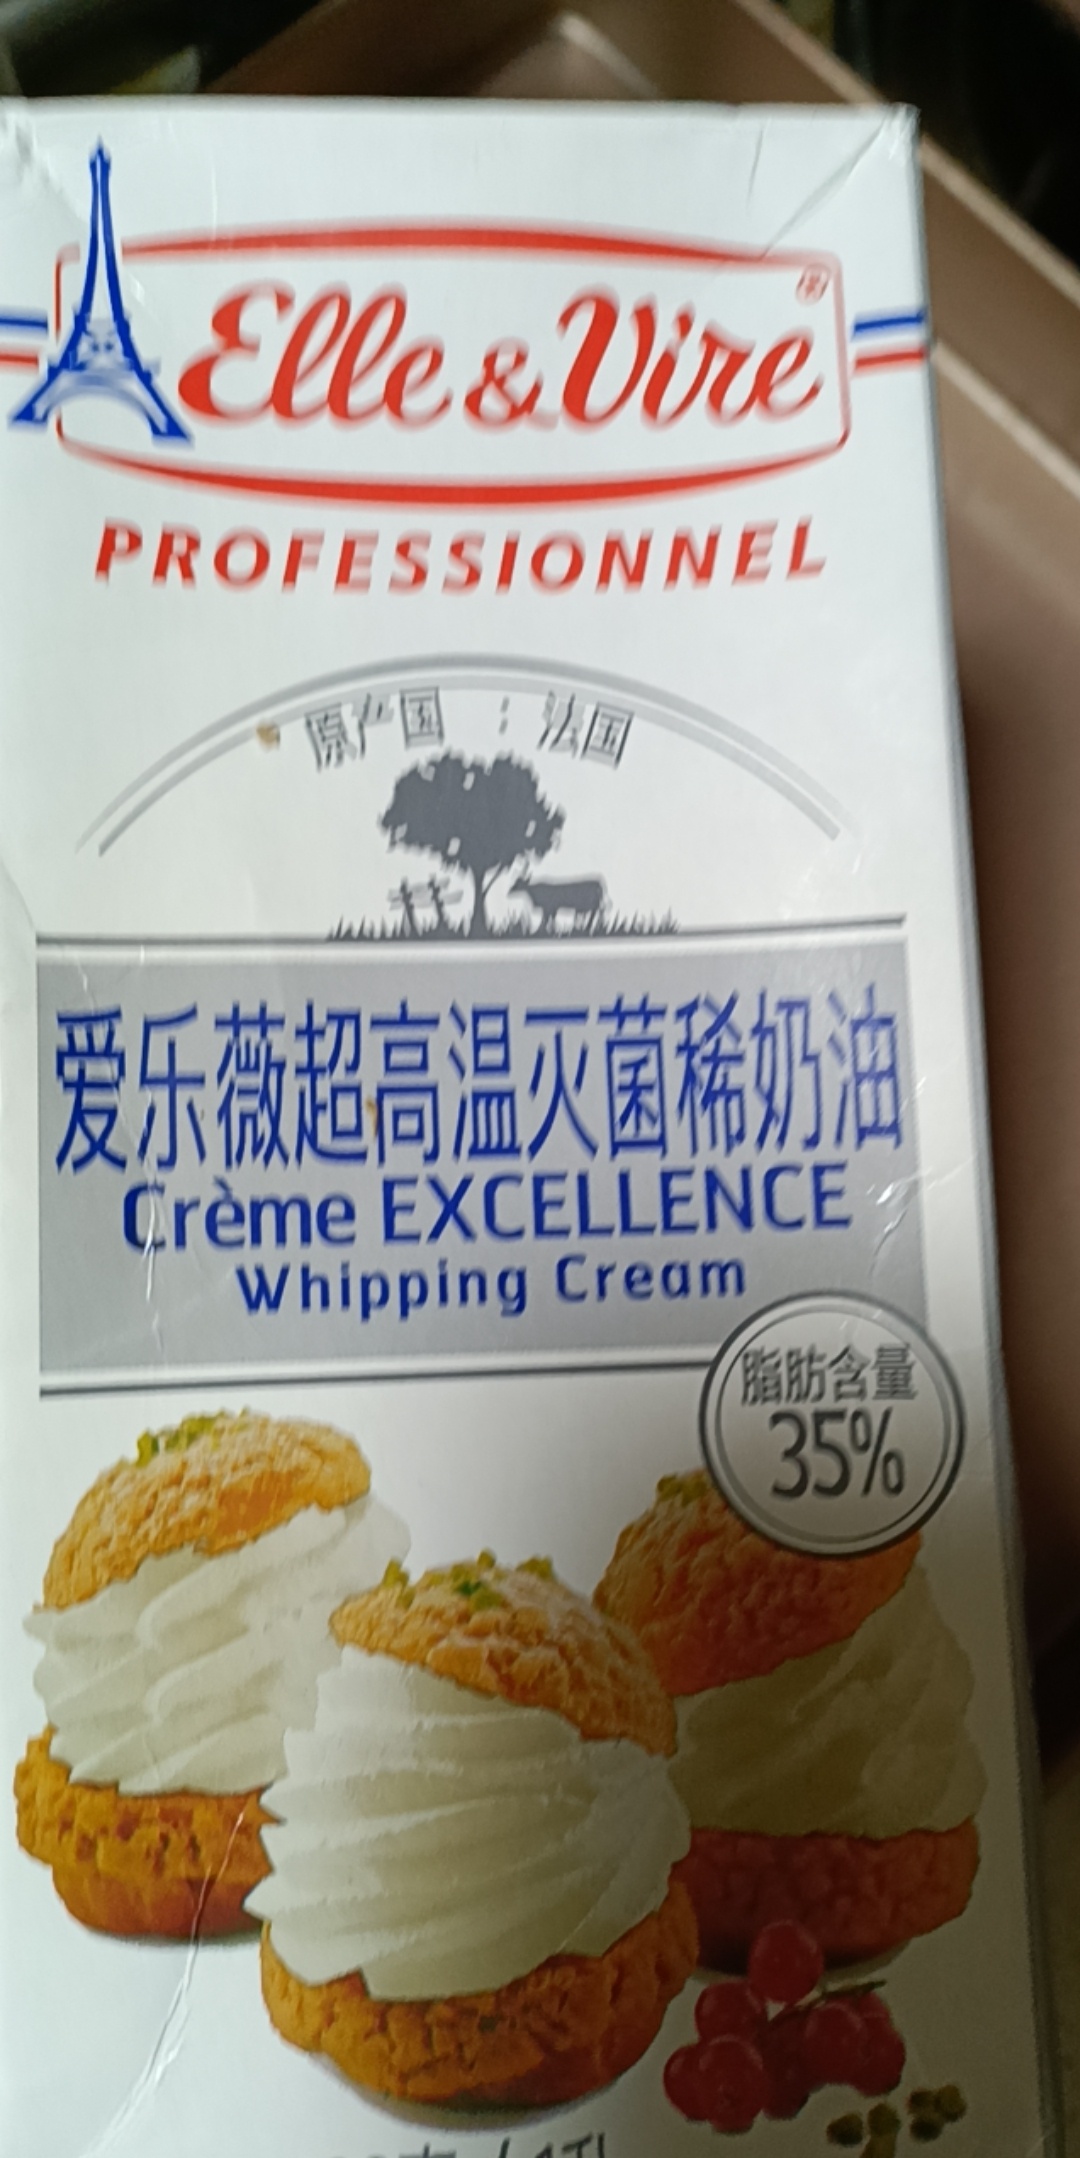 Elle & Vire ®
PROFESSIONNEL
原产国 : 法国
爱乐薇超高温灭菌稀奶油
Crème EXCELLENCE
Whipping Cream
脂肪含量
35%